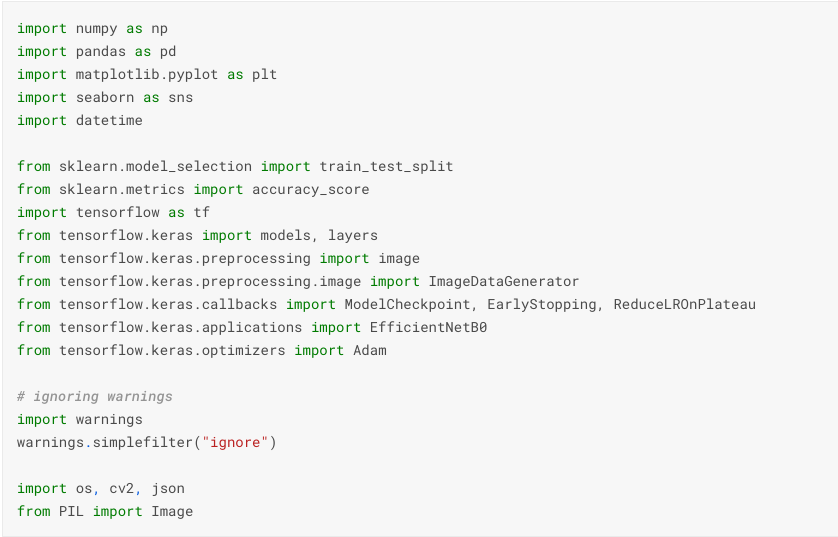 import numpy as np
import pandas as pd
import matplotlib.pyplot as plt
import seaborn as sns
import datetime

from sklearn.model_selection import train_test_split
from sklearn.metrics import accuracy_score
import tensorflow as tf
from tensorflow.keras import models, layers
from tensorflow.keras.preprocessing import image
from tensorflow.keras.preprocessing.image import ImageDataGenerator
from tensorflow.keras.callbacks import ModelCheckpoint, EarlyStopping, ReduceLROnPlateau
from tensorflow.keras.applications import EfficientNetB0
from tensorflow.keras.optimizers import Adam

# ignoring warnings
import warnings
warnings.simplefilter("ignore")

import os, cv2, json
from PIL import Image